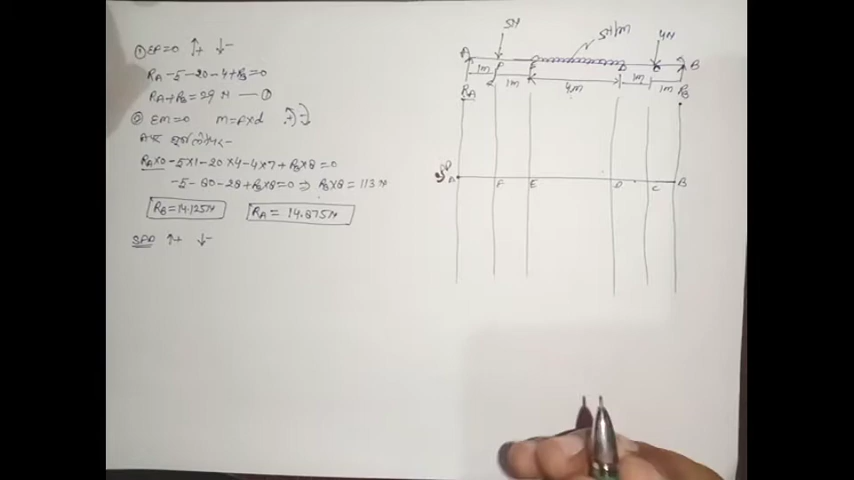 ① ΣF=0 ↑+ ↓-
RA-5-20-4+RB=0
RA+RB=29 N — ①
② ΣM=0 M=F×d
RA×0-5×1-20×4-4×7+RB×8=0
-5-80-28+RB×8=0 ⇒ RB×8=113 N
RB=14.125N RA = 14.875N
SFD ↑+ ↓-
5N
5N/m
4N
A F E D C B
1m 1m 4m 1m 1m
RA RB
A F E D C B